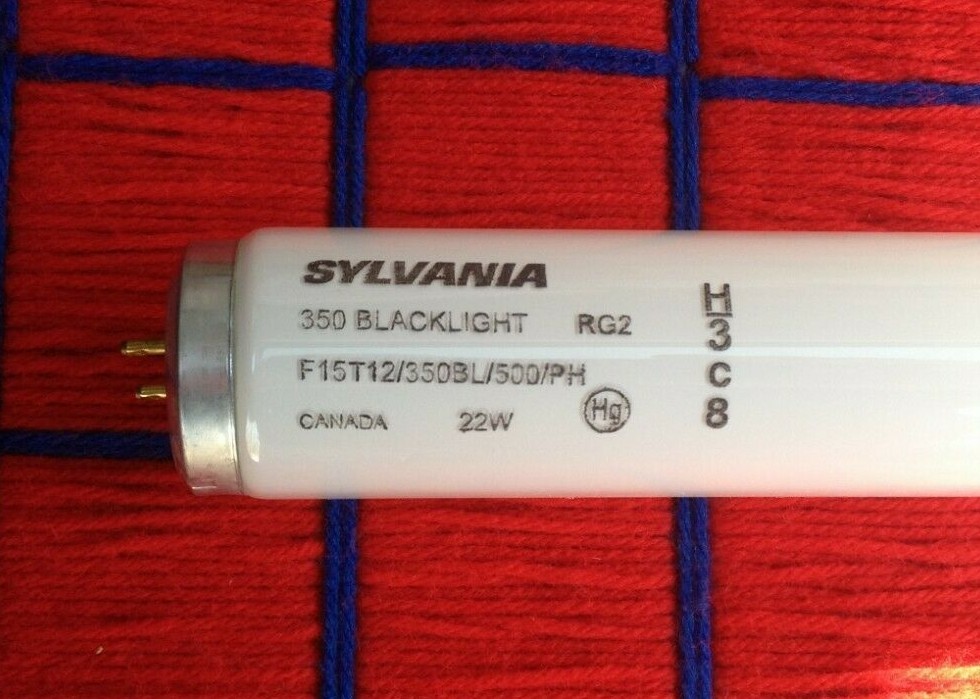 SYLVANIA
350 BLACKLIGHT RG2
F15T12/350BL/500/PH
CANADA 22W Hg
H
3
C
8